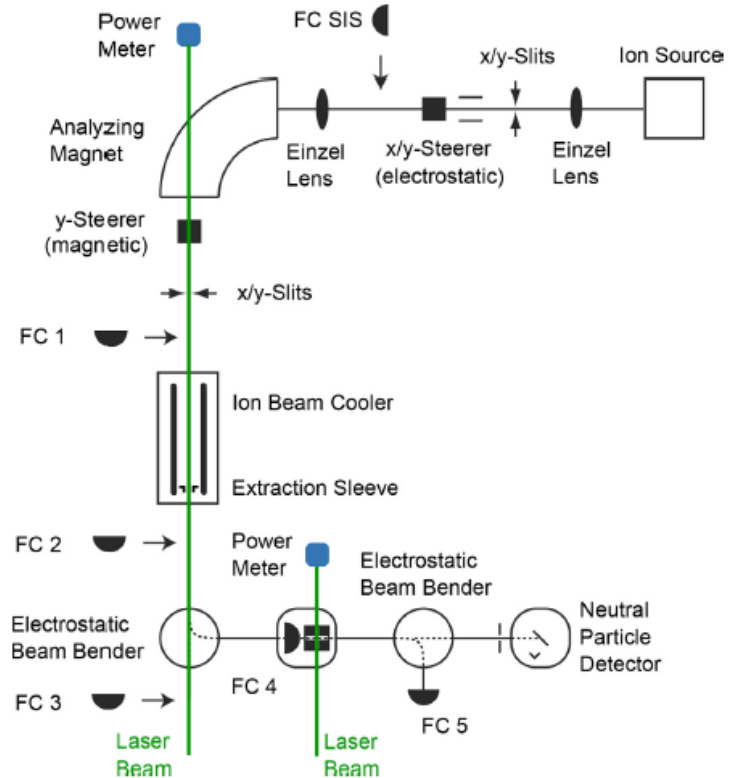 Power
Meter
FC SIS
x/y-Slits
Ion Source
Analyzing
Magnet
Einzel
Lens
x/y-Steerer
(electrostatic)
Einzel
Lens
y-Steerer
(magnetic)
x/y-Slits
FC 1
Ion Beam Cooler
Extraction Sleeve
FC 2
Power
Meter
Electrostatic
Beam Bender
Electrostatic
Beam Bender
Neutral
Particle
Detector
FC 4
FC 3
FC 5
Laser
Beam
Laser
Beam